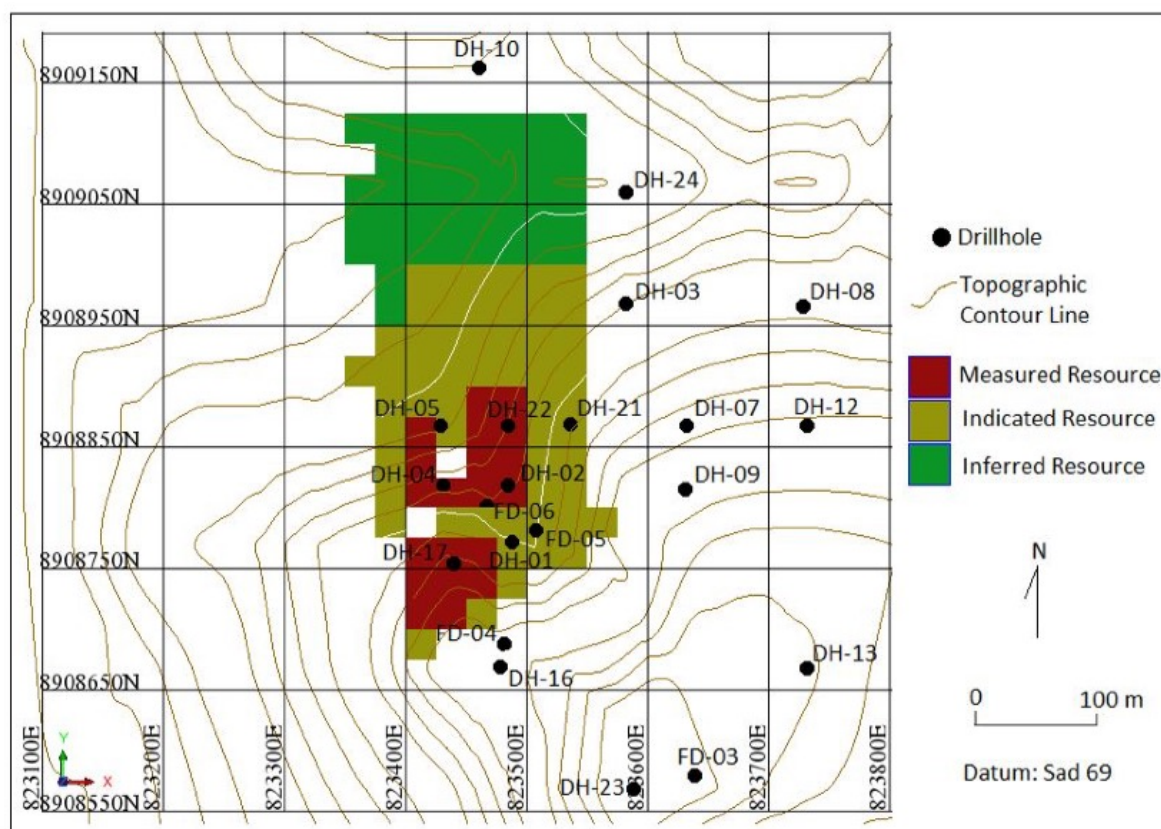 DH-10
8909150N
DH-24
8909050N
DH-03
DH-08
8908950N
DH-05
DH-22
DH-21
DH-07
DH-12
8908850N
DH-04
DH-02
DH-09
FD-06
FD-05
DH-17
DH-01
8908750N
FD-04
DH-16
DH-13
8908650N
FD-03
DH-23
8908550N
823100E
823200E
823300E
823400E
823500E
823600E
823700E
823800E
Y
X
Drillhole
Topographic
Contour Line
Measured Resource
Indicated Resource
Inferred Resource
N
0 100 m
Datum: Sad 69